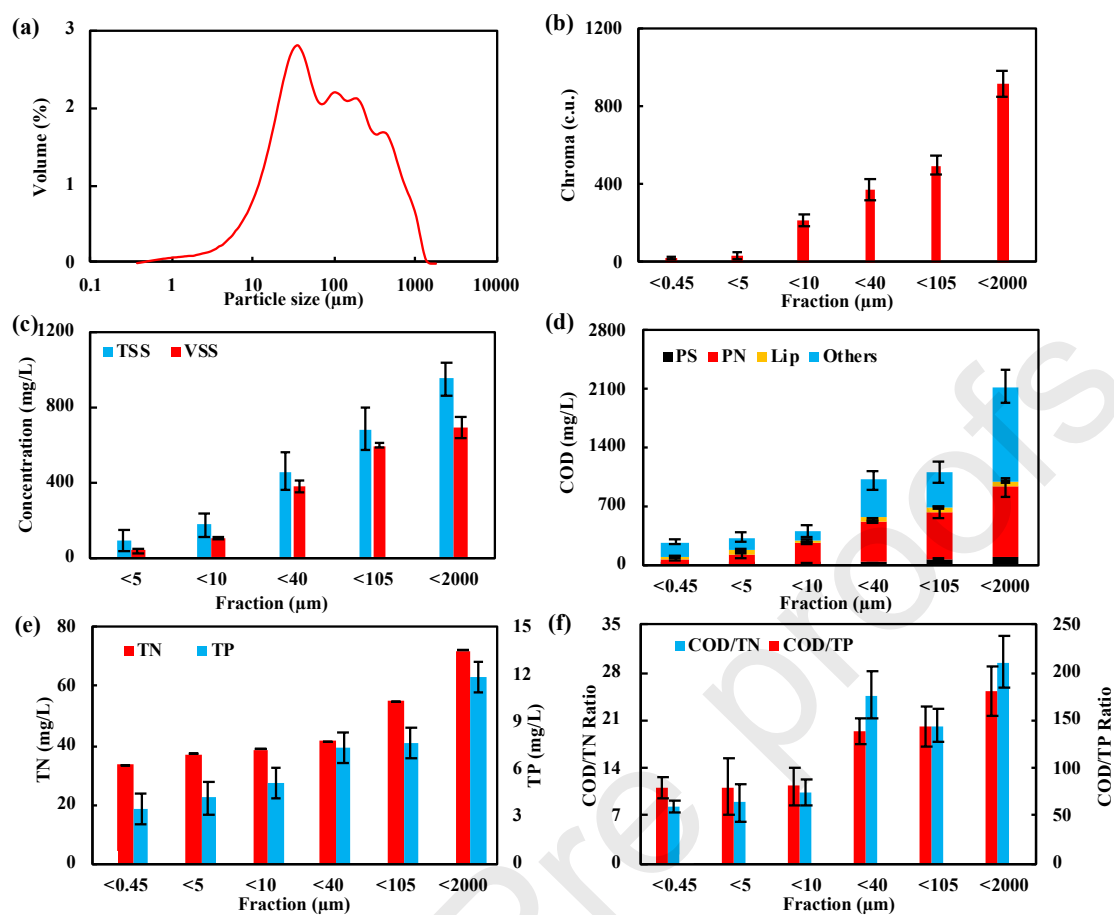 (a)
Volume (%)
3
2
1
0
0.1 1 10 100 1000 10000
Particle size (µm)
(b)
Chroma (c.u.)
1200
800
400
0
<0.45 <5 <10 <40 <105 <2000
Fraction (µm)
(c)
Concentration (mg/L)
1200
800
400
0
TSS VSS
<5 <10 <40 <105 <2000
Fraction (µm)
(d)
COD (mg/L)
2800
2100
1400
700
0
PS PN Lip Others
<0.45 <5 <10 <40 <105 <2000
Fraction (µm)
(e)
TN (mg/L)
80
60
40
20
0
TN TP
15
12
9
6
3
0
TP (mg/L)
<0.45 <5 <10 <40 <105 <2000
Fraction (µm)
(f)
COD/TN Ratio
35
28
21
14
7
0
COD/TN COD/TP
250
200
150
100
50
0
COD/TP Ratio
<0.45 <5 <10 <40 <105 <2000
Fraction (µm)
Pre proofs